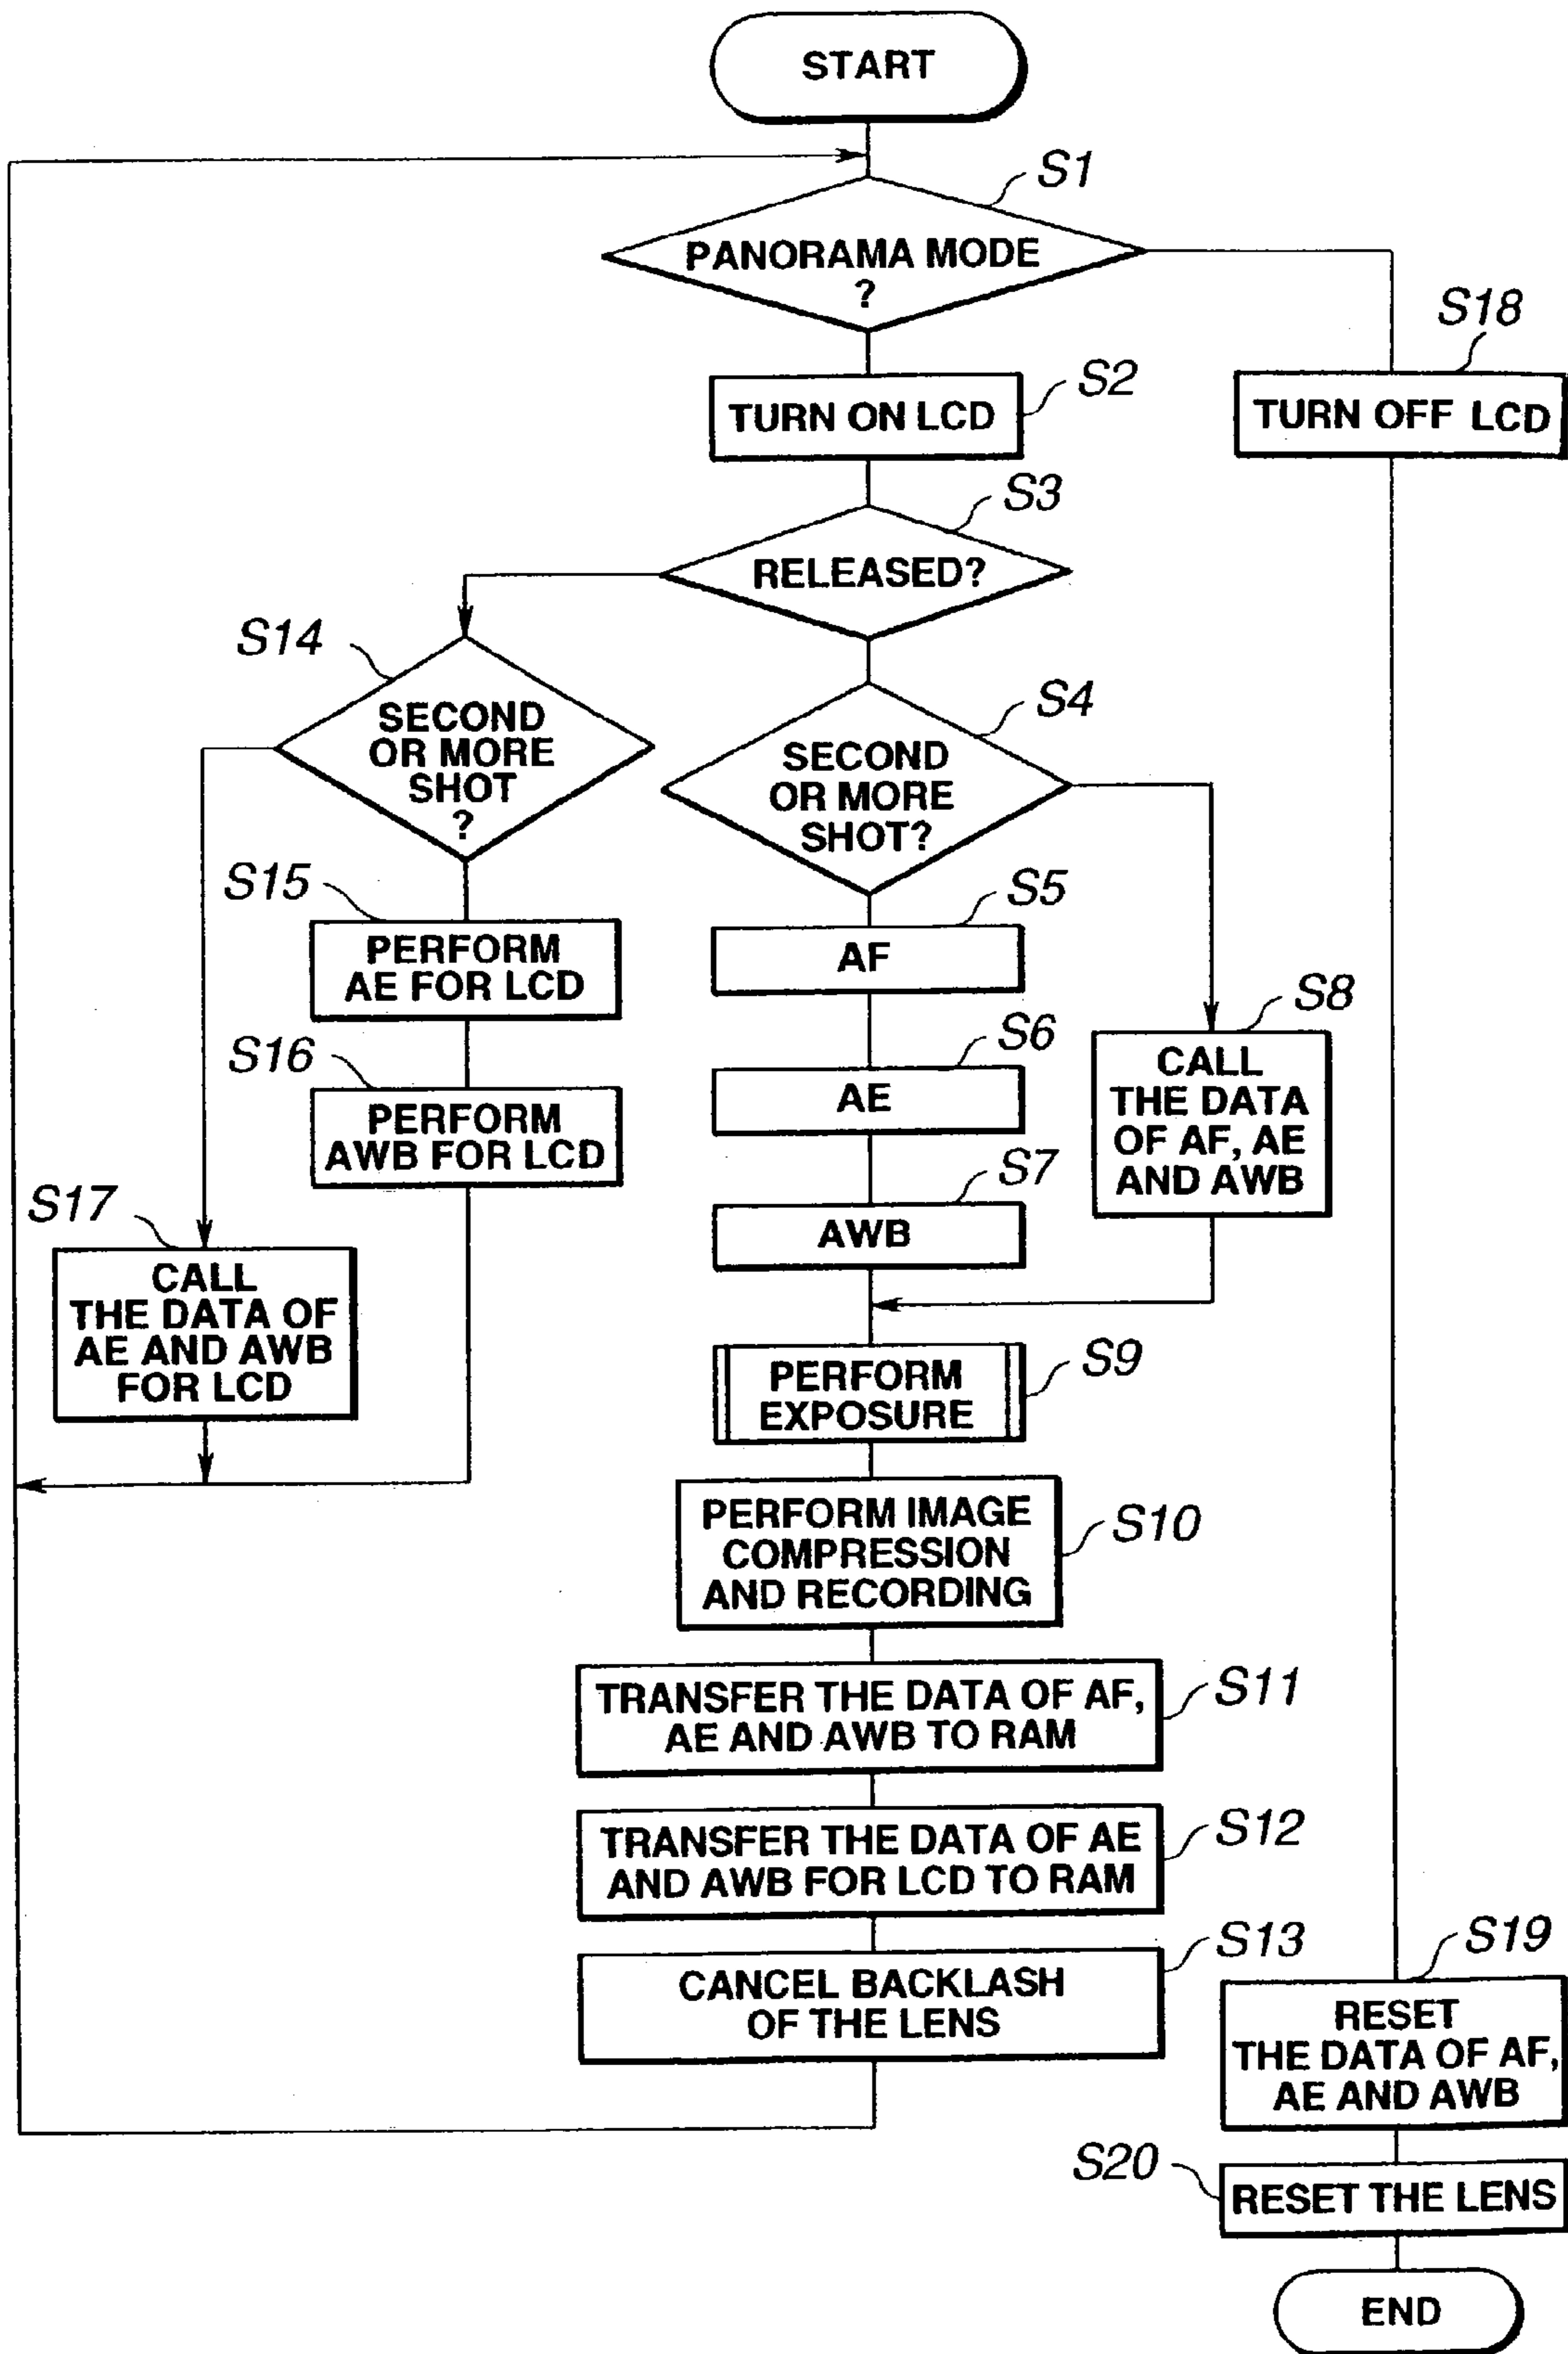 START
S1
PANORAMA MODE
?
S18
S2
TURN ON LCD
TURN OFF LCD
S3
RELEASED?
S14
SECOND
OR MORE
SHOT
?
S4
SECOND
OR MORE
SHOT?
S15
PERFORM
AE FOR LCD
S5
AF
S8
CALL
THE DATA
OF AF, AE
AND AWB
S16
PERFORM
AWB FOR LCD
S6
AE
S7
AWB
S17
CALL
THE DATA OF
AE AND AWB
FOR LCD
S9
PERFORM
EXPOSURE
PERFORM IMAGE
COMPRESSION
AND RECORDING
S10
TRANSFER THE DATA OF AF,
AE AND AWB TO RAM
S11
TRANSFER THE DATA OF AE
AND AWB FOR LCD TO RAM
S12
S13
CANCEL BACKLASH
OF THE LENS
S19
RESET
THE DATA OF AF,
AE AND AWB
S20
RESET THE LENS
END